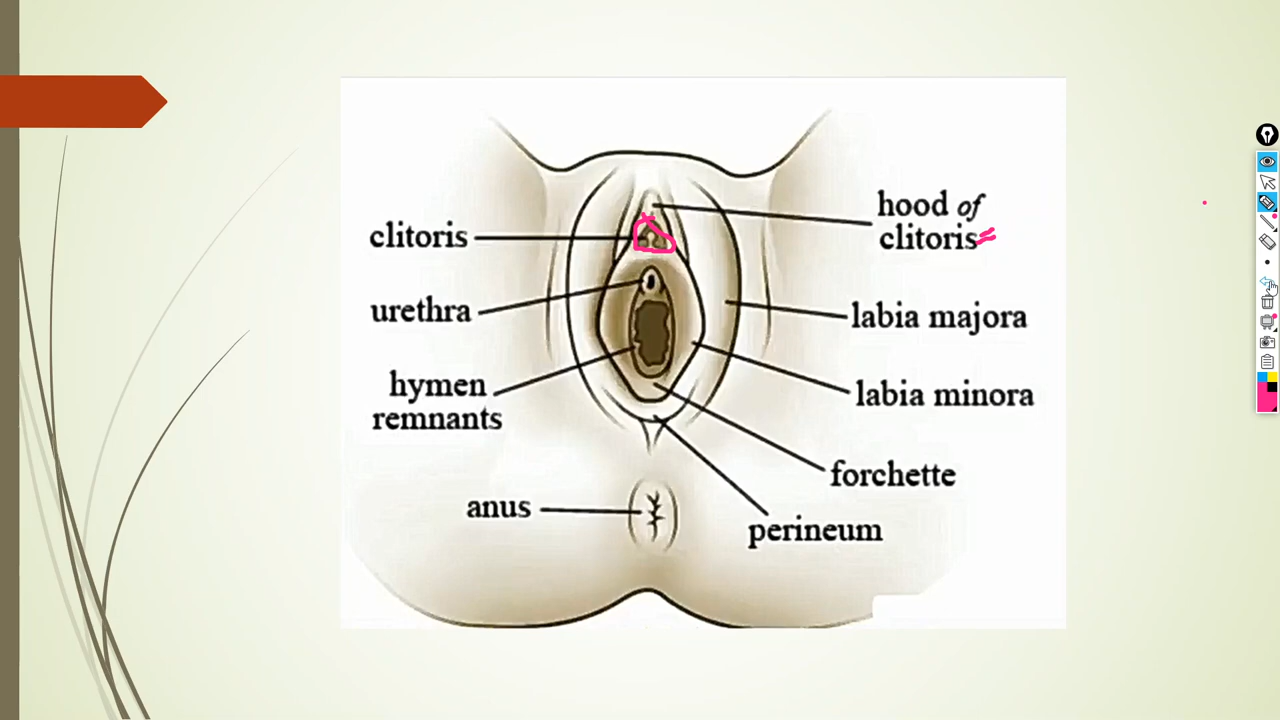 clitoris
urethra
hymen
remnants
anus
hood of
clitoris
labia majora
labia minora
forchette
perineum